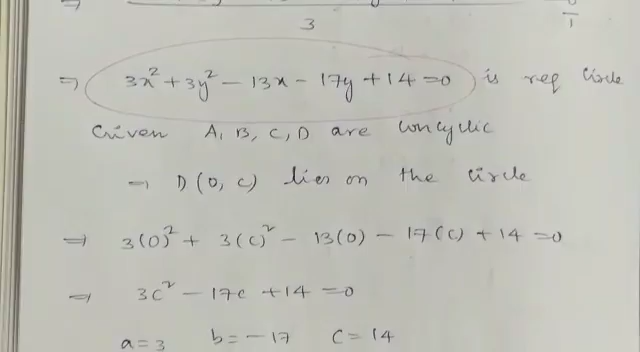 ⇒
3
1
⇒ 3x² + 3y² - 13x - 17y + 14 = 0 is req circle
Given A, B, C, D are concyclic
⇒ D(0, c) lies on the circle
⇒ 3(0)² + 3(c)² - 13(0) - 17(c) + 14 = 0
⇒ 3c² - 17c + 14 = 0
a = 3 b = -17 c = 14